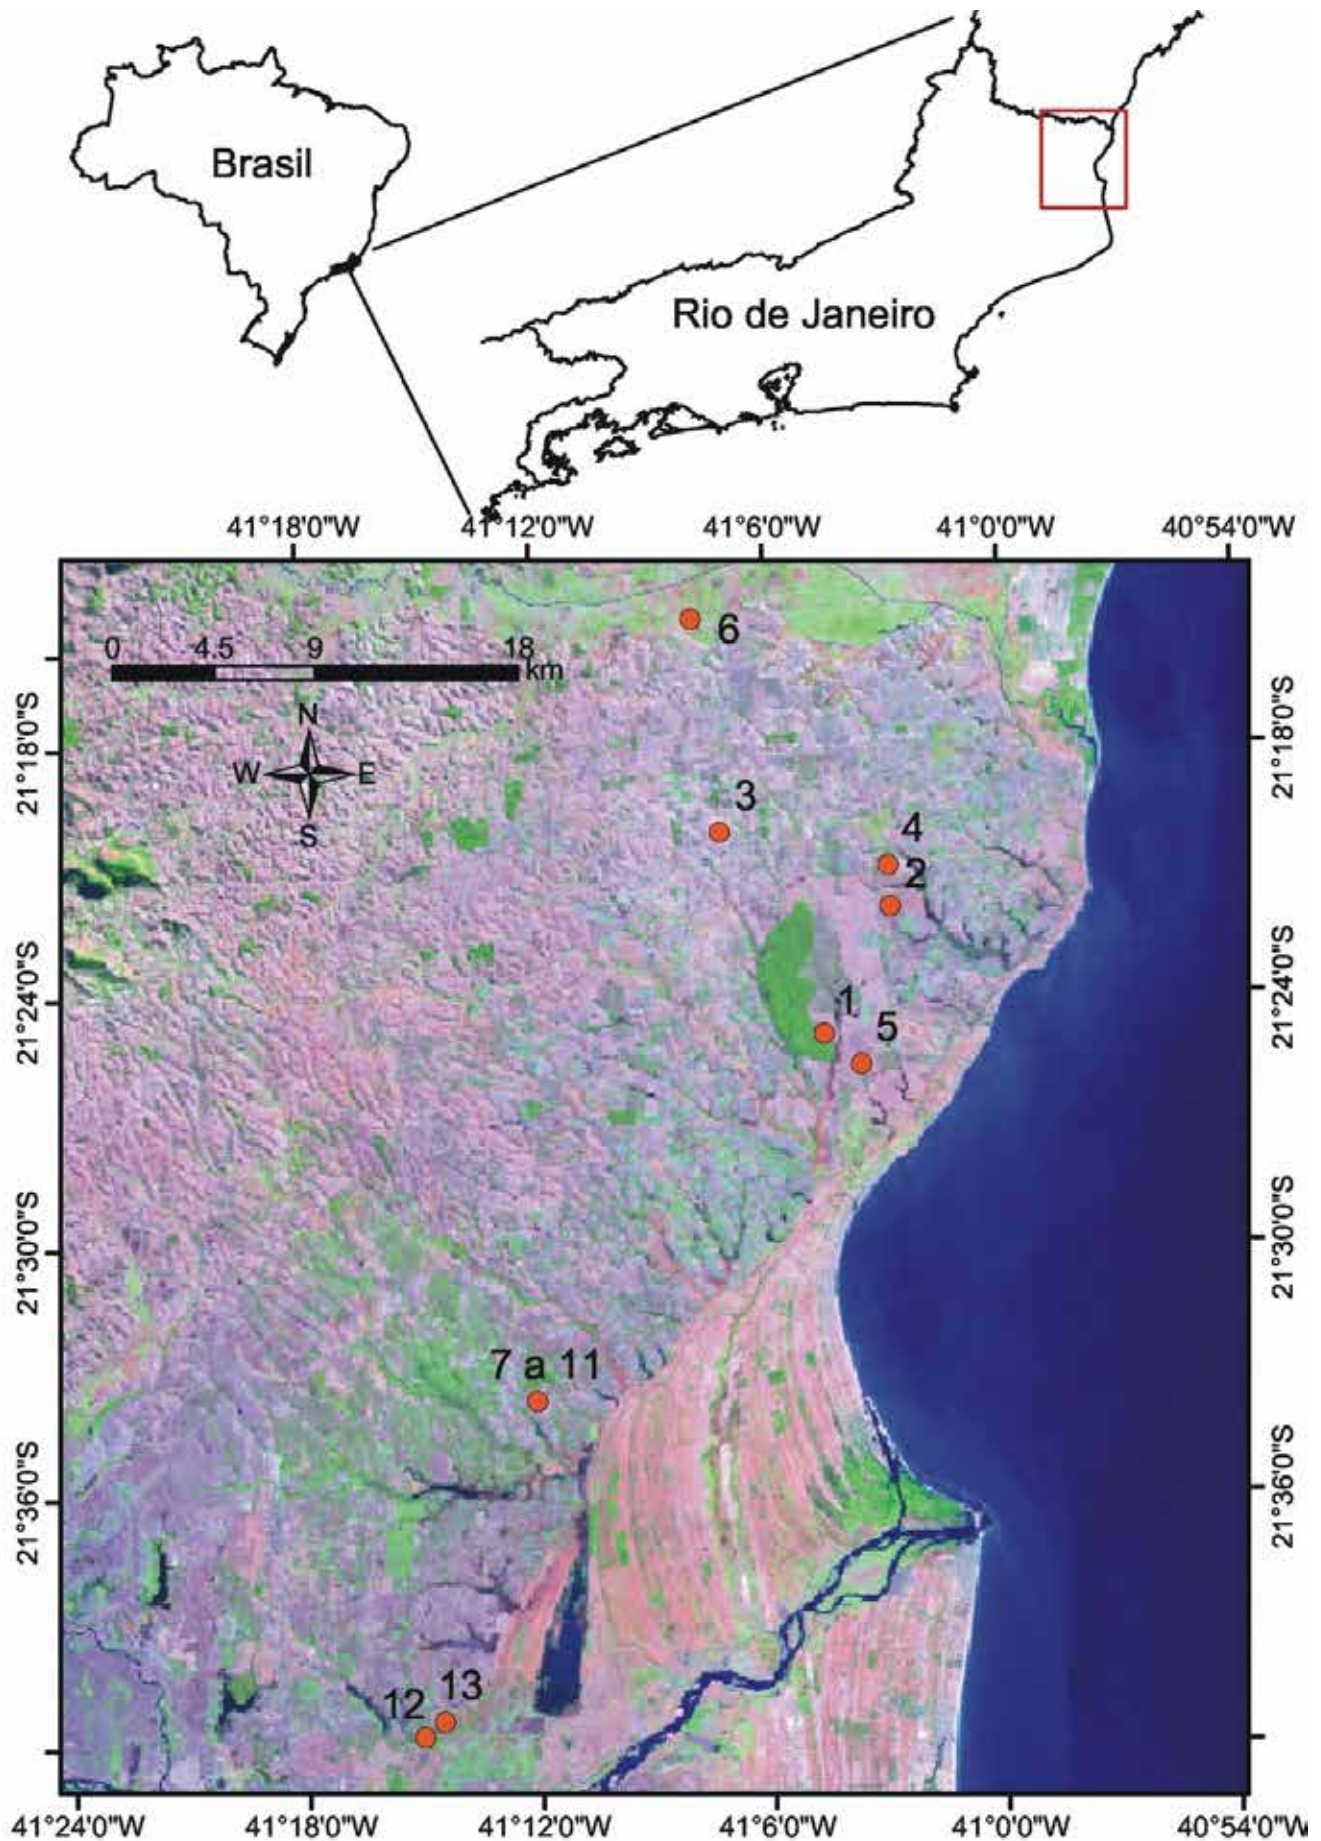 Brasil
Rio de Janeiro
41°18'0"W 41°12'0"W 41°6'0"W 41°0'0"W 40°54'0"W
6
0 4.5 9 18
km
N
W E
S
21°18'0"S 21°18'0"S
3
4
2
1
5
21°24'0"S 21°24'0"S
21°30'0"S 21°30'0"S
7 a 11
21°36'0"S 21°36'0"S
13
12
41°24'0"W 41°18'0"W 41°12'0"W 41°6'0"W 41°0'0"W 40°54'0"W